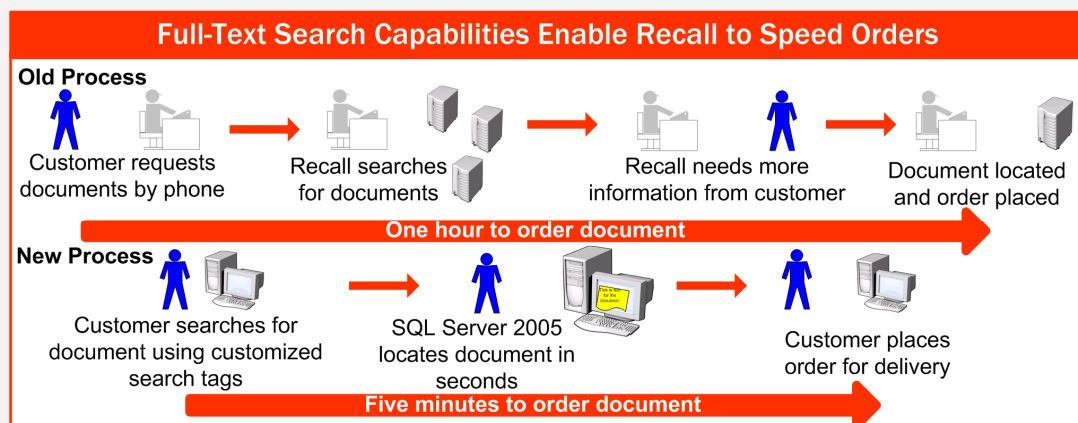 Full-Text Search Capabilities Enable Recall to Speed Orders
Old Process
Customer requests
documents by phone
Recall searches
for documents
Recall needs more
information from customer
Document located
and order placed
One hour to order document
New Process
Customer searches for
document using customized
search tags
SQL Server 2005
locates document in
seconds
for the
document!
Customer places
order for delivery
Five minutes to order document